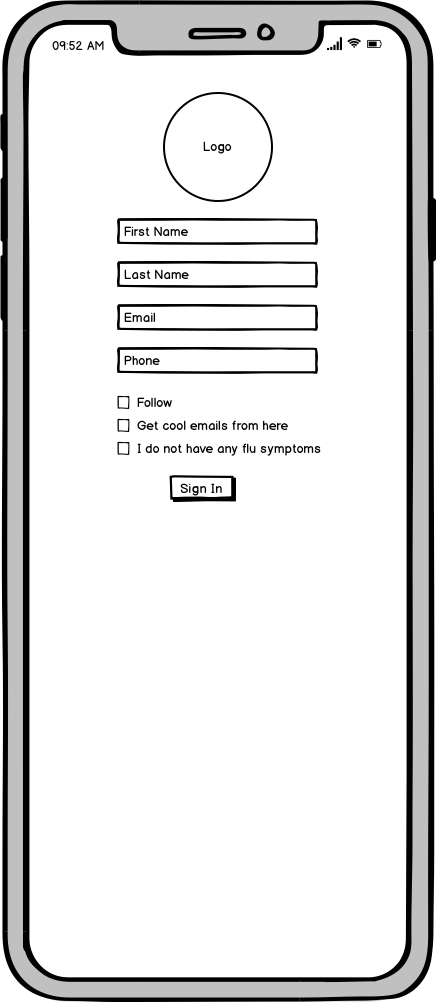 09:52 AM
Logo
First Name
Last Name
Email
Phone
Follow
Get cool emails from here
I do not have any flu symptoms
Sign In